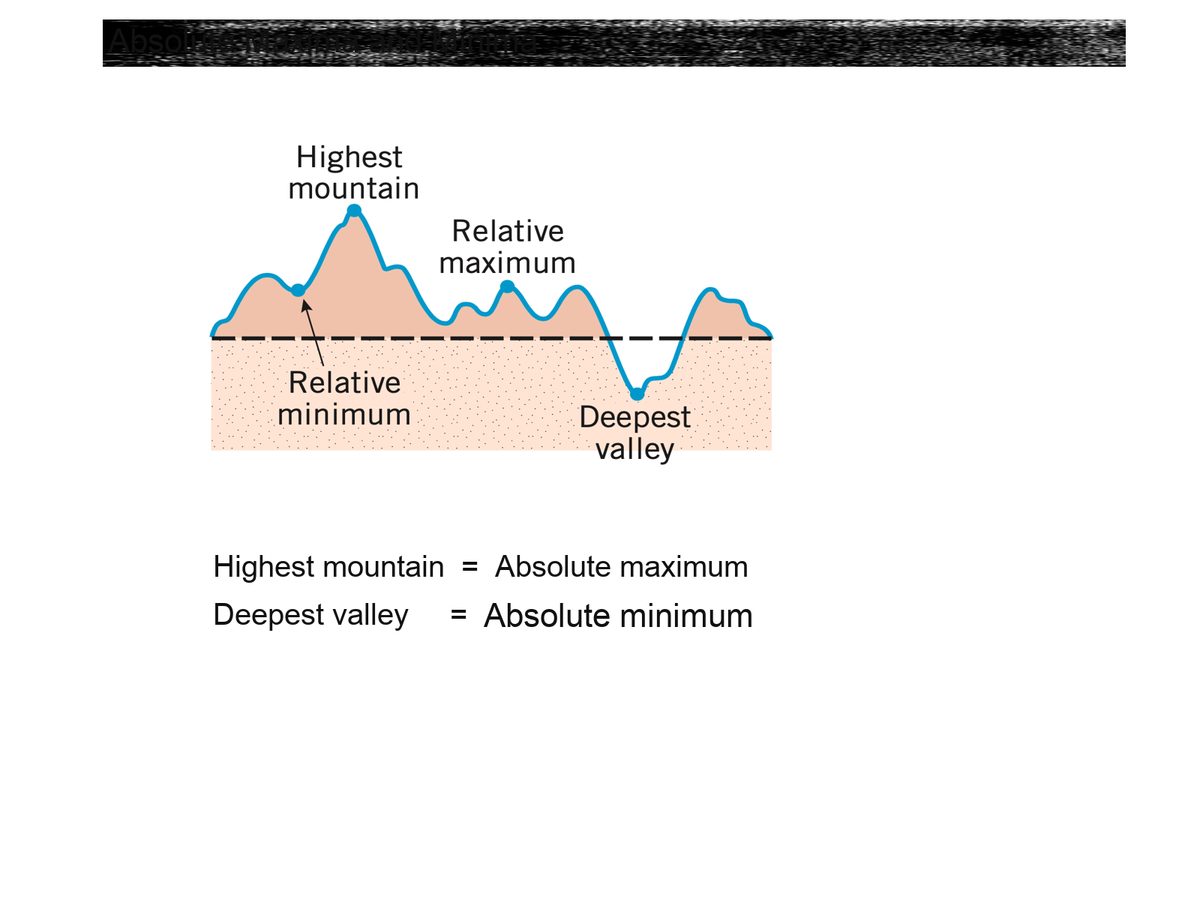 Highest
mountain
Relative
maximum
Relative
minimum
Deepest
valley
Highest mountain = Absolute maximum
Deepest valley = Absolute minimum